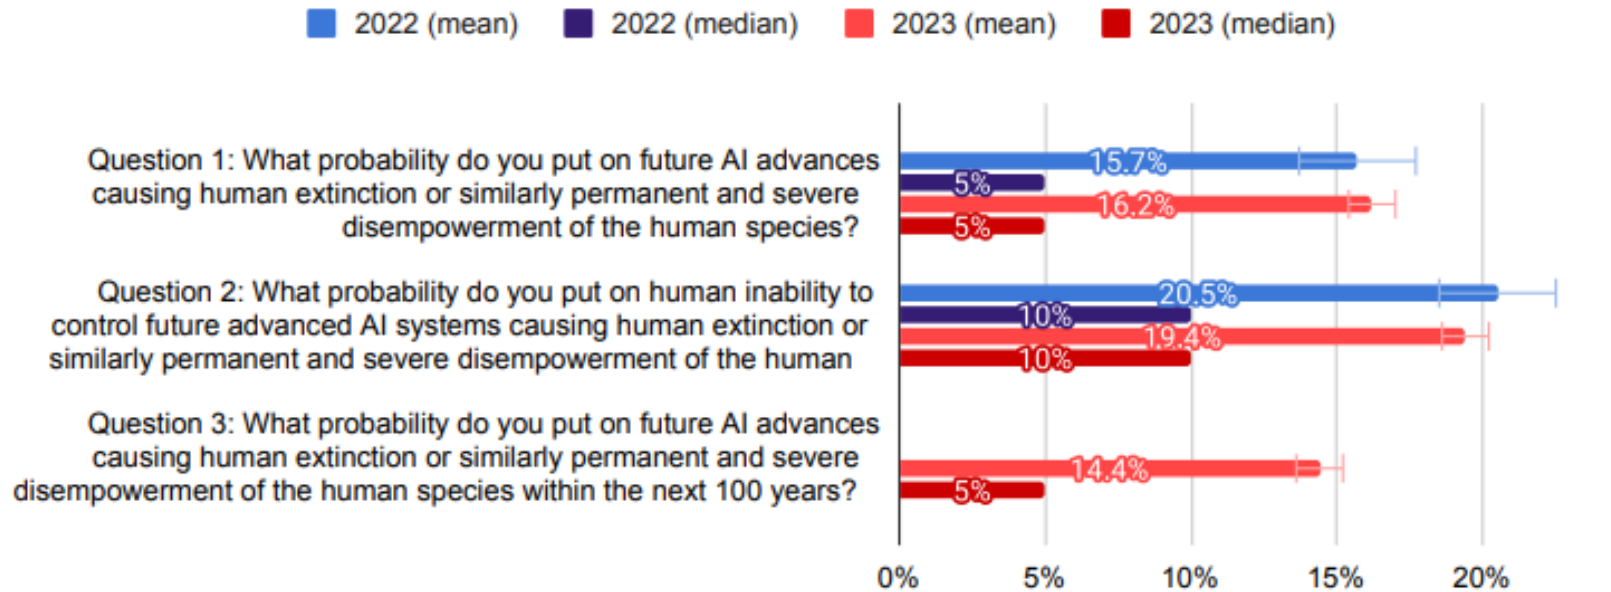 2022 (mean) 2022 (median) 2023 (mean) 2023 (median)
Question 1: What probability do you put on future AI advances
causing human extinction or similarly permanent and severe
disempowerment of the human species?
15.7%
5%
16.2%
5%
Question 2: What probability do you put on human inability to
control future advanced AI systems causing human extinction or
similarly permanent and severe disempowerment of the human
20.5%
10%
19.4%
10%
Question 3: What probability do you put on future AI advances
causing human extinction or similarly permanent and severe
disempowerment of the human species within the next 100 years?
14.4%
5%
0% 5% 10% 15% 20%